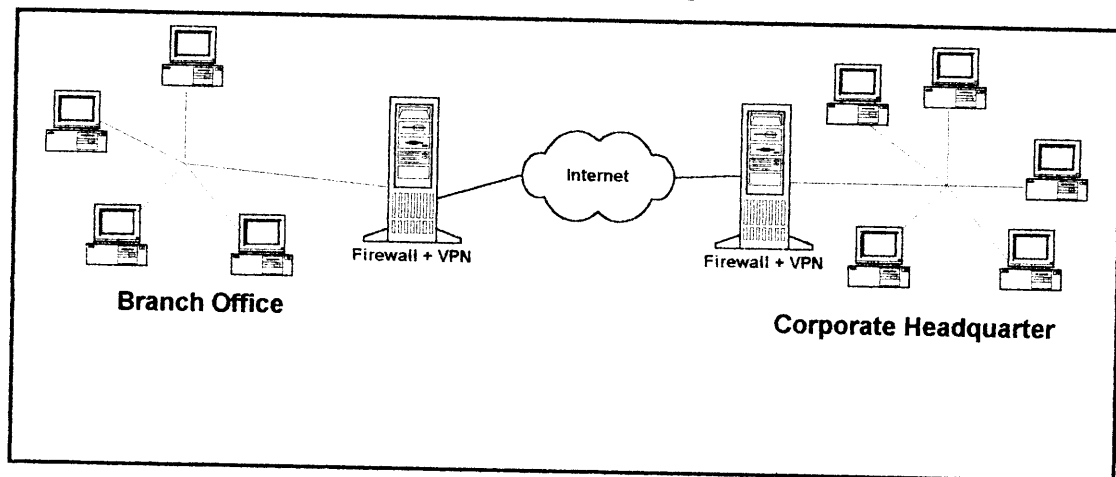 Internet
Firewall + VPN
Firewall + VPN
Branch Office
Corporate Headquarter